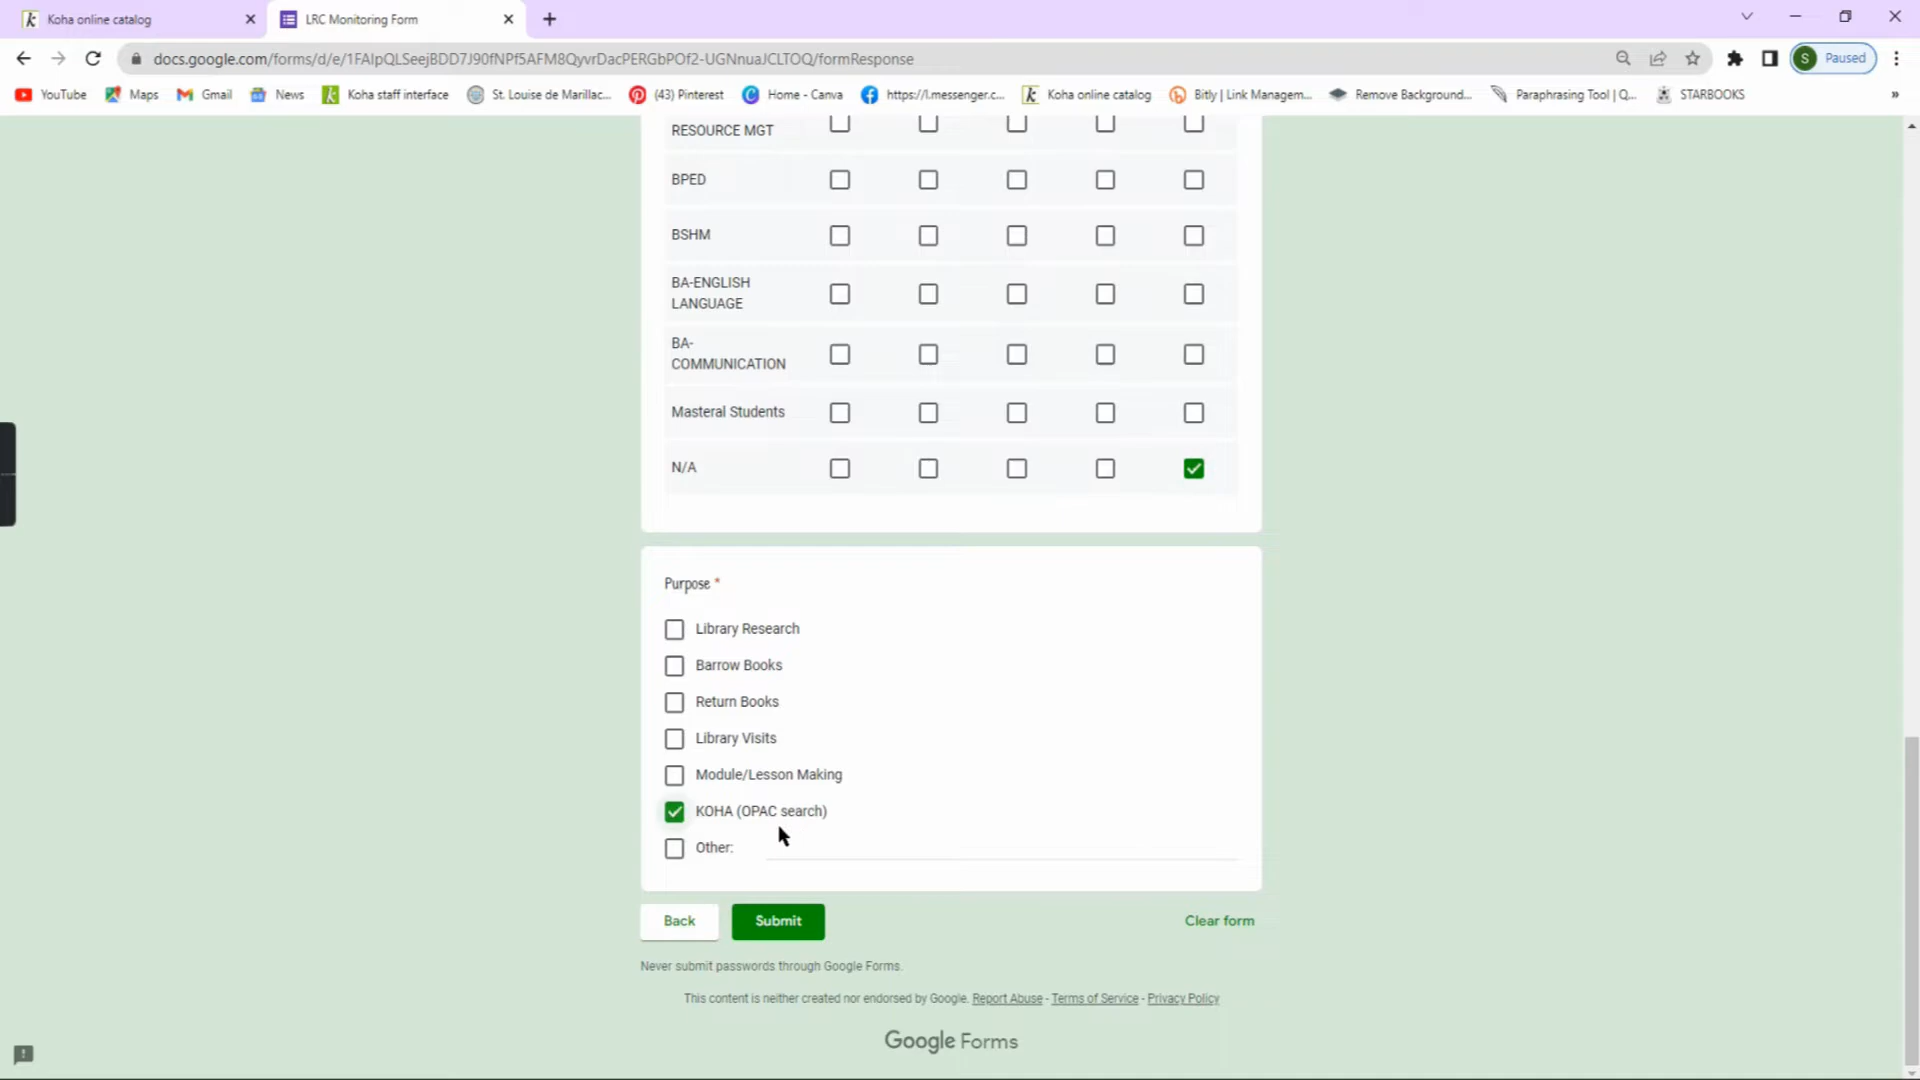 Koha online catalog
LRC Monitoring Form
docs.google.com/forms/d/e/1FAIpQLSeejBDD7J90fNPf5AFM8QyvrDacPERGbPOf2-UGNnuaJCLTOQ/formResponse
S Paused
YouTube Maps Gmail News Koha staff interface St. Louise de Marillac... (43) Pinterest Home - Canva https://l.messenger.c... Koha online catalog Bitly | Link Managem... Remove Background... Paraphrasing Tool | Q... STARBOOKS »
RESOURCE MGT
BPED
BSHM
BA-ENGLISH
LANGUAGE
BA-
COMMUNICATION
Masteral Students
N/A
Purpose *
Library Research
Barrow Books
Return Books
Library Visits
Module/Lesson Making
KOHA (OPAC search)
Other:
Back Submit Clear form
Never submit passwords through Google Forms.
This content is neither created nor endorsed by Google. Report Abuse - Terms of Service - Privacy Policy
Google Forms